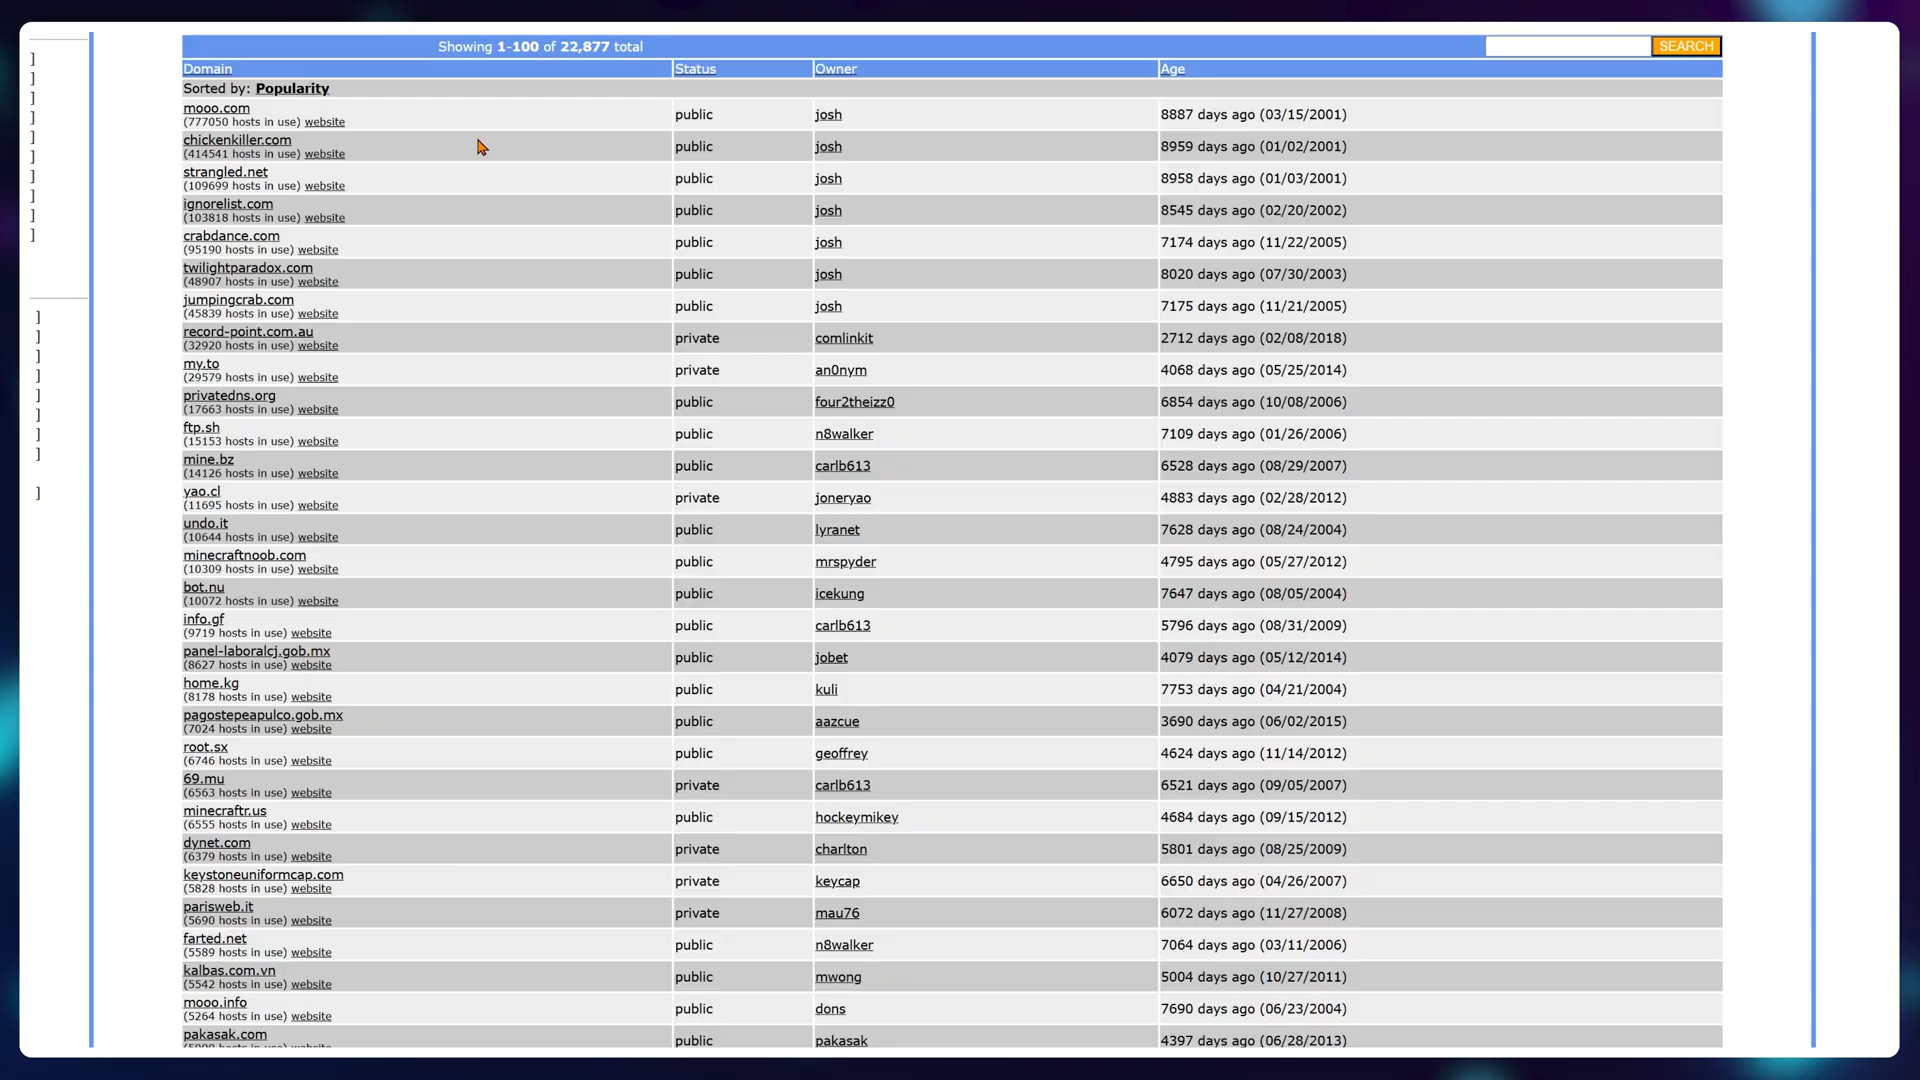 Showing 1-100 of 22,877 total SEARCH
Domain Status Owner Age
Sorted by: Popularity
mooo.com
(777050 hosts in use) website public josh 8887 days ago (03/15/2001)
chickenkiller.com
(414541 hosts in use) website public josh 8959 days ago (01/02/2001)
strangled.net
(109699 hosts in use) website public josh 8958 days ago (01/03/2001)
ignorelist.com
(103818 hosts in use) website public josh 8545 days ago (02/20/2002)
crabdance.com
(95190 hosts in use) website public josh 7174 days ago (11/22/2005)
twilightparadox.com
(48907 hosts in use) website public josh 8020 days ago (07/30/2003)
jumpingcrab.com
(45839 hosts in use) website public josh 7175 days ago (11/21/2005)
record-point.com.au
(32920 hosts in use) website private comlinkit 2712 days ago (02/08/2018)
my.to
(29579 hosts in use) website private an0nym 4068 days ago (05/25/2014)
privatedns.org
(17663 hosts in use) website public four2theizz0 6854 days ago (10/08/2006)
ftp.sh
(15153 hosts in use) website public n8walker 7109 days ago (01/26/2006)
mine.bz
(14126 hosts in use) website public carlb613 6528 days ago (08/29/2007)
yao.cl
(11695 hosts in use) website private joneryao 4883 days ago (02/28/2012)
undo.it
(10644 hosts in use) website public lyranet 7628 days ago (08/24/2004)
minecraftnoob.com
(10309 hosts in use) website public mrspyder 4795 days ago (05/27/2012)
bot.nu
(10072 hosts in use) website public icekung 7647 days ago (08/05/2004)
info.gf
(9719 hosts in use) website public carlb613 5796 days ago (08/31/2009)
panel-laboralcj.gob.mx
(8627 hosts in use) website public jobet 4079 days ago (05/12/2014)
home.kg
(8178 hosts in use) website public kuli 7753 days ago (04/21/2004)
pagostepeapulco.gob.mx
(7024 hosts in use) website public aazcue 3690 days ago (06/02/2015)
root.sx
(6746 hosts in use) website public geoffrey 4624 days ago (11/14/2012)
69.mu
(6563 hosts in use) website private carlb613 6521 days ago (09/05/2007)
minecraftr.us
(6555 hosts in use) website public hockeymikey 4684 days ago (09/15/2012)
dynet.com
(6379 hosts in use) website private charlton 5801 days ago (08/25/2009)
keystoneuniformcap.com
(5828 hosts in use) website private keycap 6650 days ago (04/26/2007)
parisweb.it
(5690 hosts in use) website private mau76 6072 days ago (11/27/2008)
farted.net
(5589 hosts in use) website public n8walker 7064 days ago (03/11/2006)
kalbas.com.vn
(5542 hosts in use) website public mwong 5004 days ago (10/27/2011)
mooo.info
(5264 hosts in use) website public dons 7690 days ago (06/23/2004)
pakasak.com
hosts in use) website public pakasak 4397 days ago (06/28/2013)